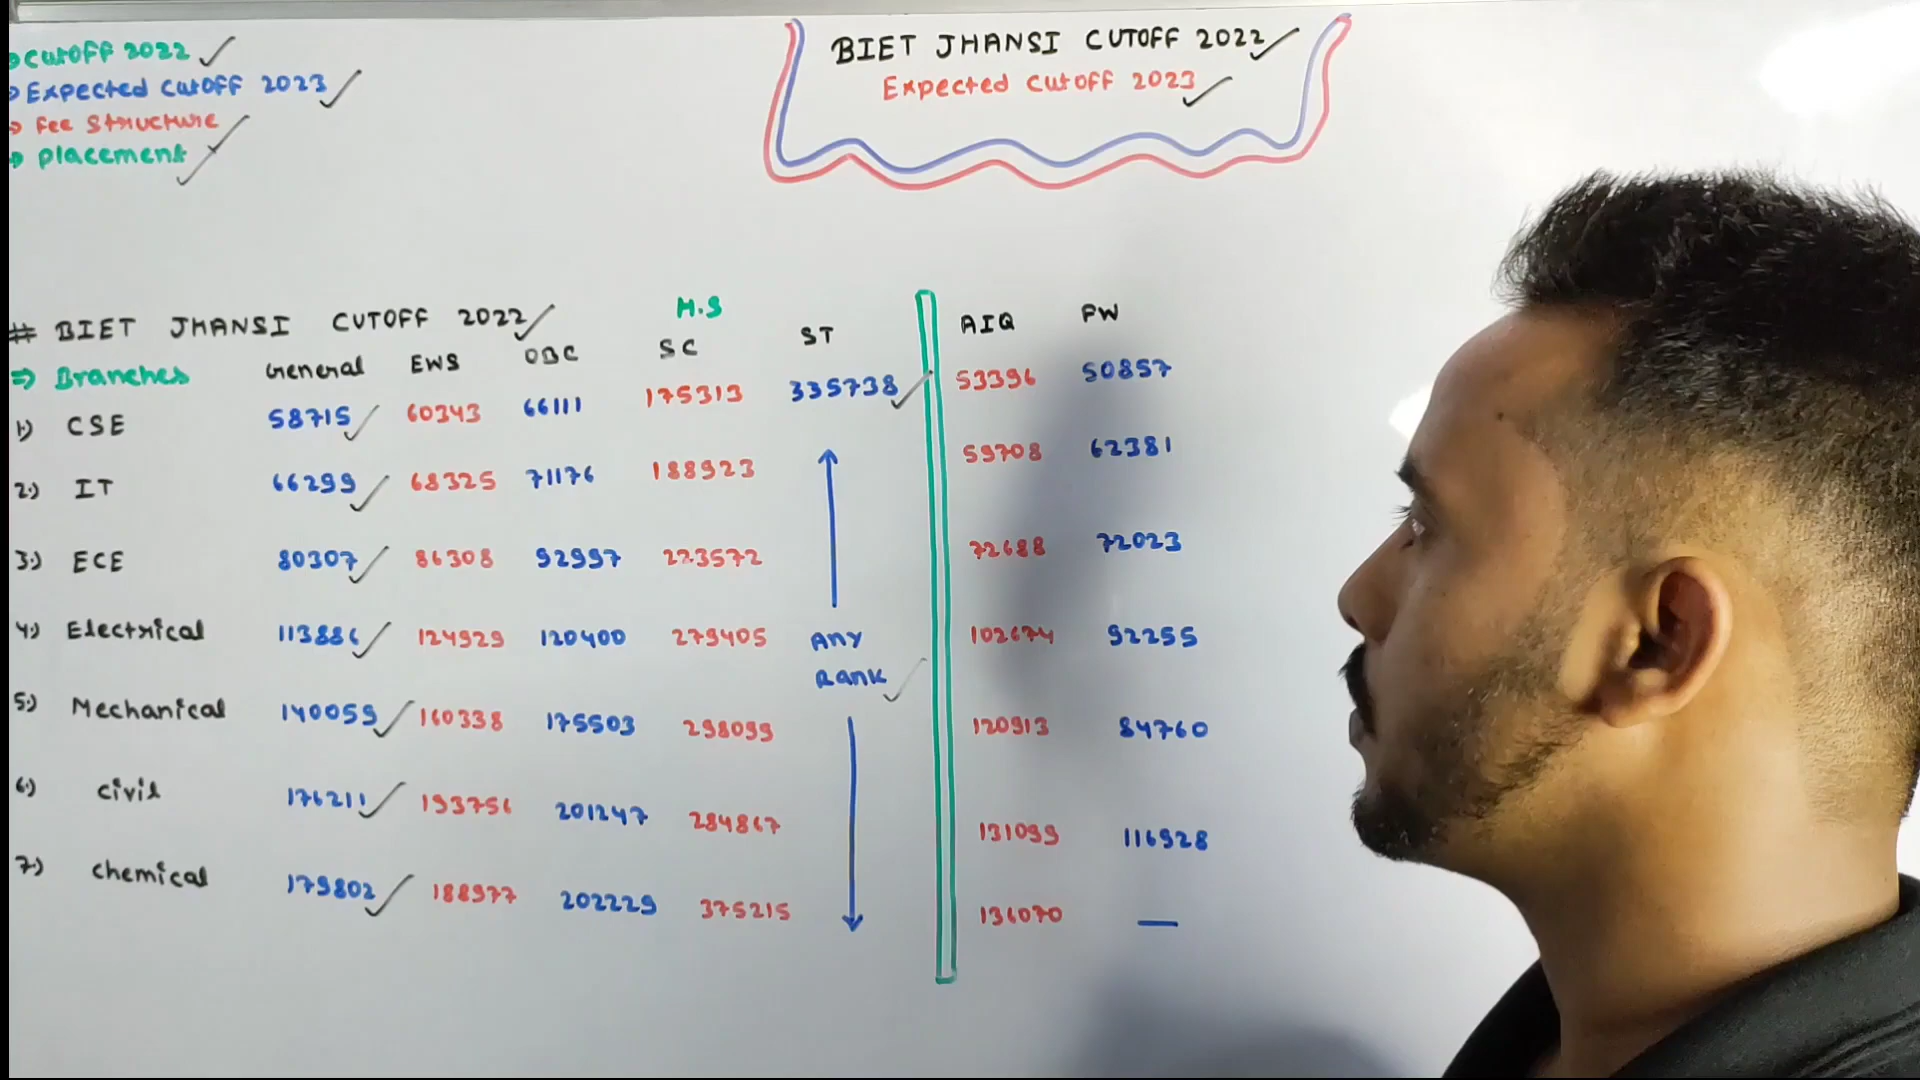 Cutoff 2022
Expected Cutoff 2023
Fee Structure
Placement
BIET JHANSI CUTOFF 2022
Expected Cutoff 2023
H.S
# BIET JHANSI CUTOFF 2022
⇒ Branches General EWS OBC SC ST AIQ PW
1) CSE 58715 60343 66111 175313 335738 53396 50857
2) IT 66299 68325 71176 188923 59708 62381
3) ECE 80307 86308 92997 223572 72688 72023
4) Electrical 113886 124929 120400 279405 ANY RANK 102674 92255
5) Mechanical 140059 160338 175503 298099 120913 84760
6) Civil 176211 193756 201247 284867 131099 116928
7) Chemical 179802 188977 202229 375215 136070 —